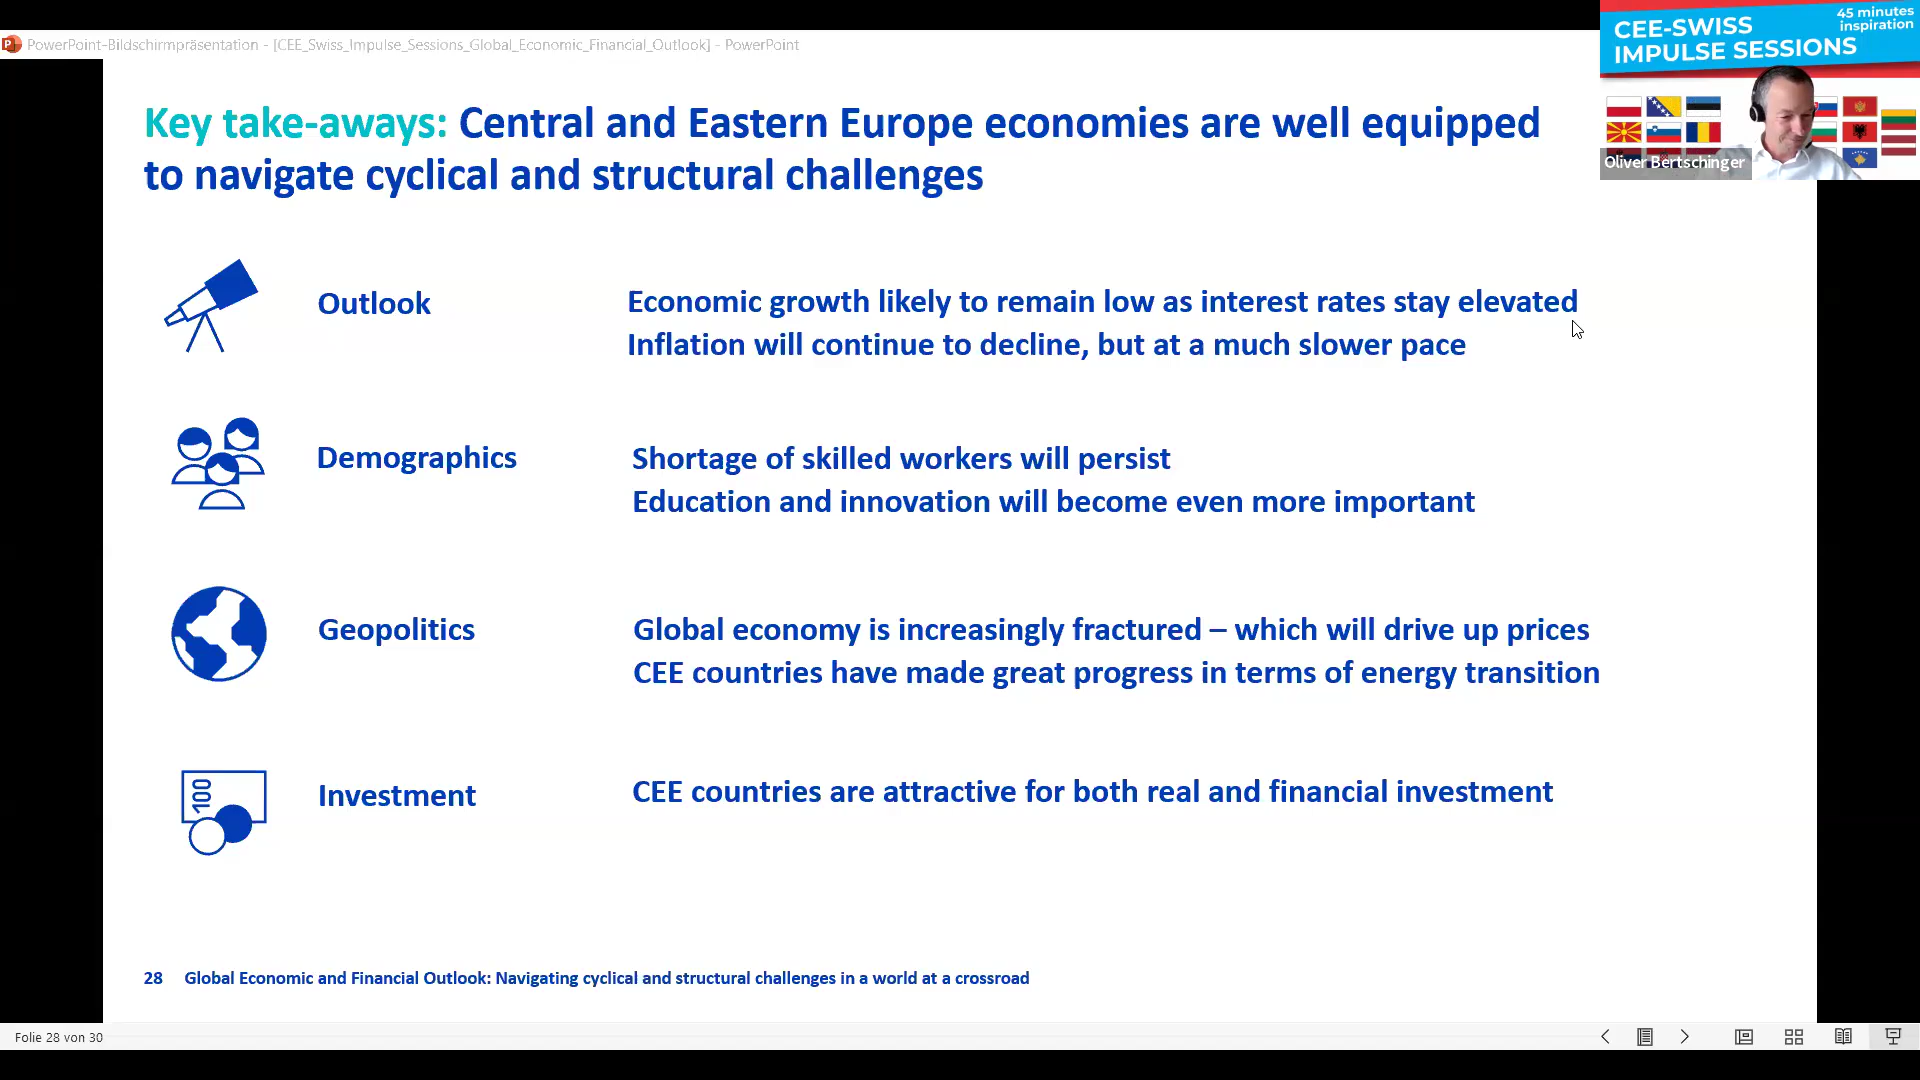 PowerPoint-Bildschirmpräsentation - [CEE_Swiss_Impulse_Sessions_Global_Economic_Financial_Outlook] - PowerPoint
45 minutes
inspiration
CEE-SWISS
IMPULSE SESSIONS
Oliver Bertschinger
Key take-aways: Central and Eastern Europe economies are well equipped
to navigate cyclical and structural challenges
Outlook
Economic growth likely to remain low as interest rates stay elevated
Inflation will continue to decline, but at a much slower pace
Demographics
Shortage of skilled workers will persist
Education and innovation will become even more important
Geopolitics
Global economy is increasingly fractured – which will drive up prices
CEE countries have made great progress in terms of energy transition
100
Investment
CEE countries are attractive for both real and financial investment
28 Global Economic and Financial Outlook: Navigating cyclical and structural challenges in a world at a crossroad
Folie 28 von 30